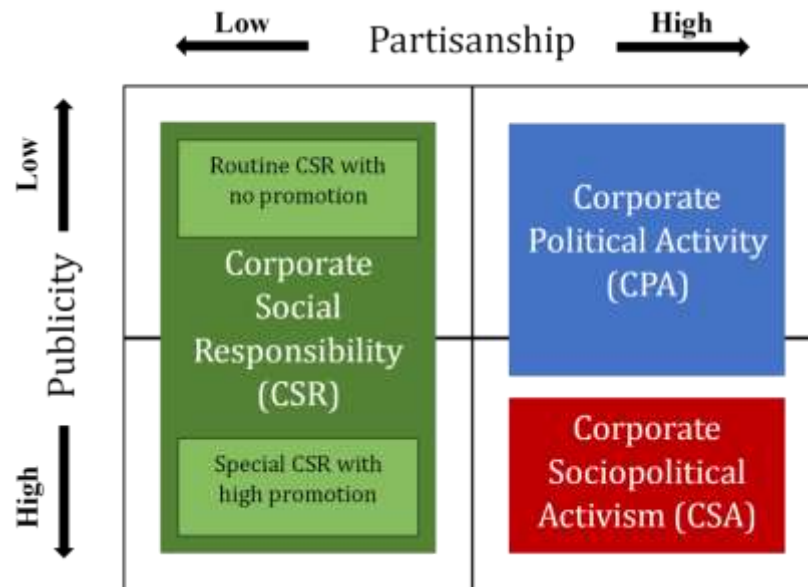 Low
Partisanship
High
Low
Publicity
High
Routine CSR with
no promotion
Corporate
Social
Responsibility
(CSR)
Special CSR with
high promotion
Corporate
Political Activity
(CPA)
Corporate
Sociopolitical
Activism (CSA)